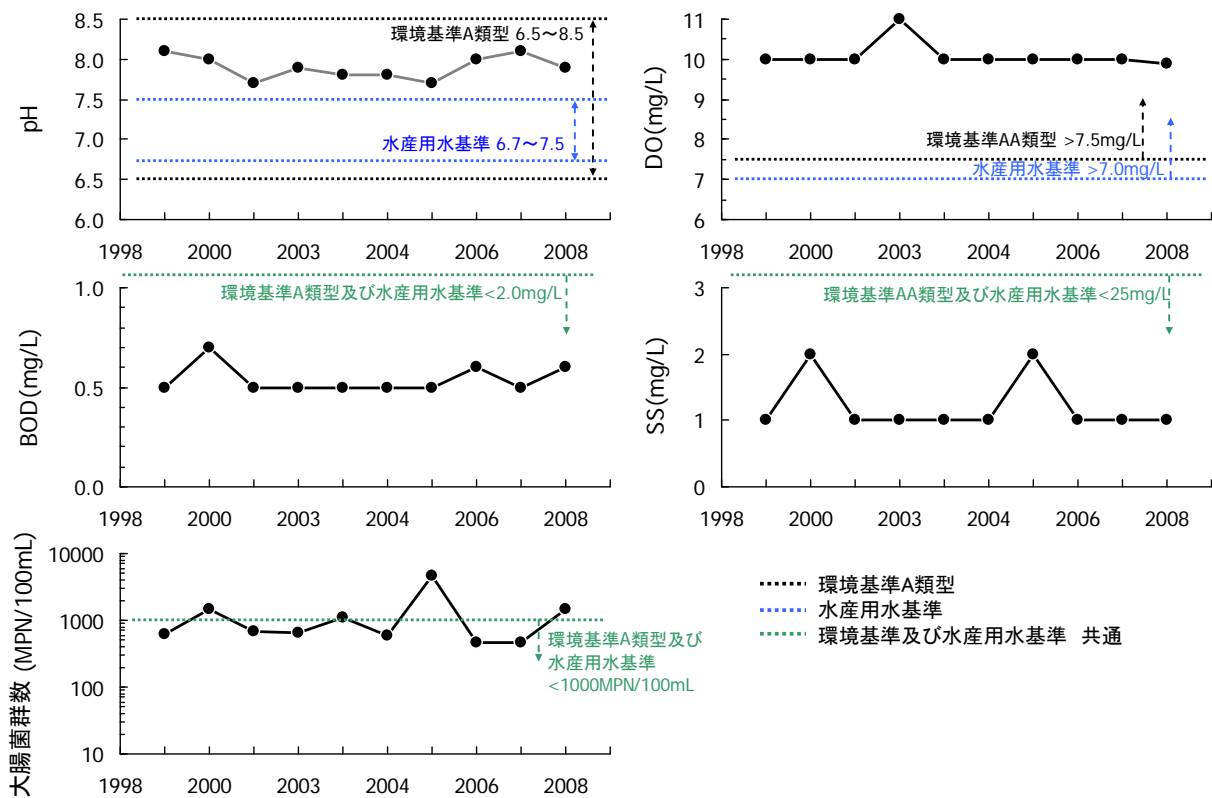 pH
8.5
8.0
7.5
7.0
6.5
6.0
環境基準A類型 6.5～8.5
水産用水基準 6.7～7.5
1998 2000 2003 2004 2006 2008
DO(mg/L)
11
10
9
8
7
6
環境基準AA類型 >7.5mg/L
水産用水基準 >7.0mg/L
1998 2000 2003 2004 2006 2008
BOD(mg/L)
1.0
0.5
0.0
環境基準A類型及び水産用水基準<2.0mg/L
1998 2000 2003 2004 2006 2008
SS(mg/L)
3
2
1
0
環境基準AA類型及び水産用水基準<25mg/L
1998 2000 2003 2004 2006 2008
大腸菌群数 (MPN/100mL)
10000
1000
100
10
環境基準A類型及び
水産用水基準
<1000MPN/100mL
1998 2000 2003 2004 2006 2008
環境基準A類型
水産用水基準
環境基準及び水産用水基準 共通